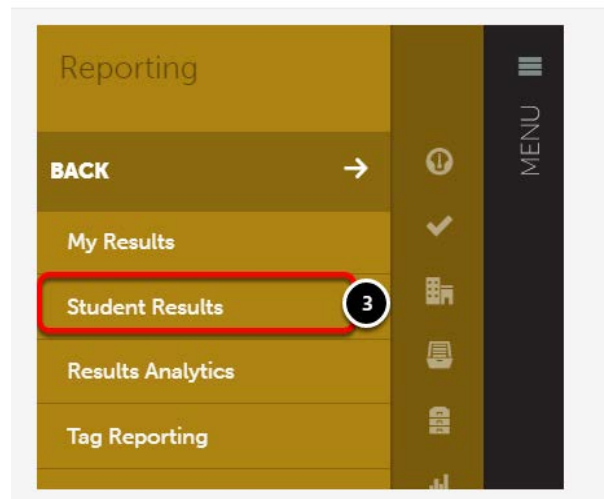 Reporting
MENU
BACK
My Results
Student Results
3
Results Analytics
Tag Reporting